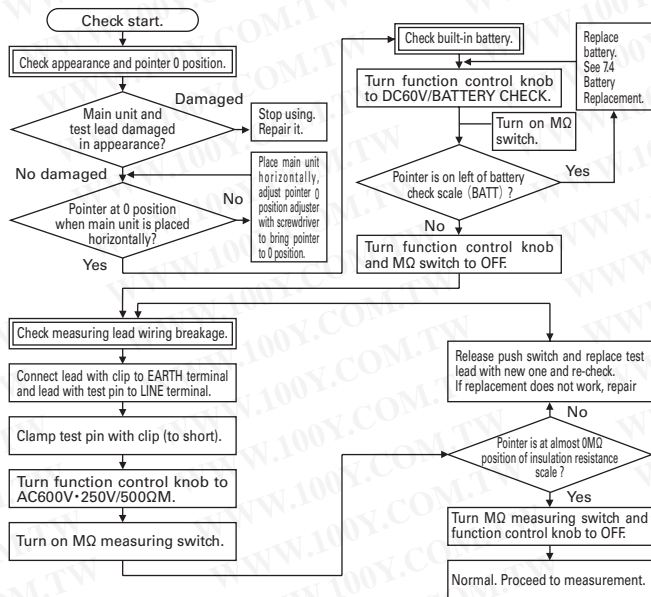 Check start.
Check appearance and pointer 0 position.
Damaged
Main unit and
test lead damaged
in appearance?
Stop using.
Repair it.
No damaged
Place main unit
horizontally,
adjust pointer 0
position adjuster
with screwdriver
to bring pointer
to 0 position.
No
Pointer at 0 position
when main unit is placed
horizontally?
Yes
Check built-in battery.
Replace
battery.
See 7.4
Battery
Replacement.
Turn function control knob
to DC60V/BATTERY CHECK.
Turn on MΩ
switch.
Pointer is on left of battery
check scale (BATT) ?
Yes
No
Turn function control knob
and MΩ switch to OFF.
Check measuring lead wiring breakage.
Connect lead with clip to EARTH terminal
and lead with test pin to LINE terminal.
Clamp test pin with clip (to short).
Turn function control knob to
AC600V・250V/500ΩM.
Turn on MΩ measuring switch.
Release push switch and replace test
lead with new one and re-check.
If replacement does not work, repair
No
Pointer is at almost 0MΩ
position of insulation resistance
scale ?
Yes
Turn MΩ measuring switch and
function control knob to OFF.
Normal. Proceed to measurement.
WWW.100Y.COM.TW